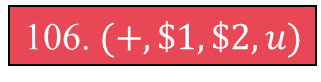 106. (+, $1, $2, u)